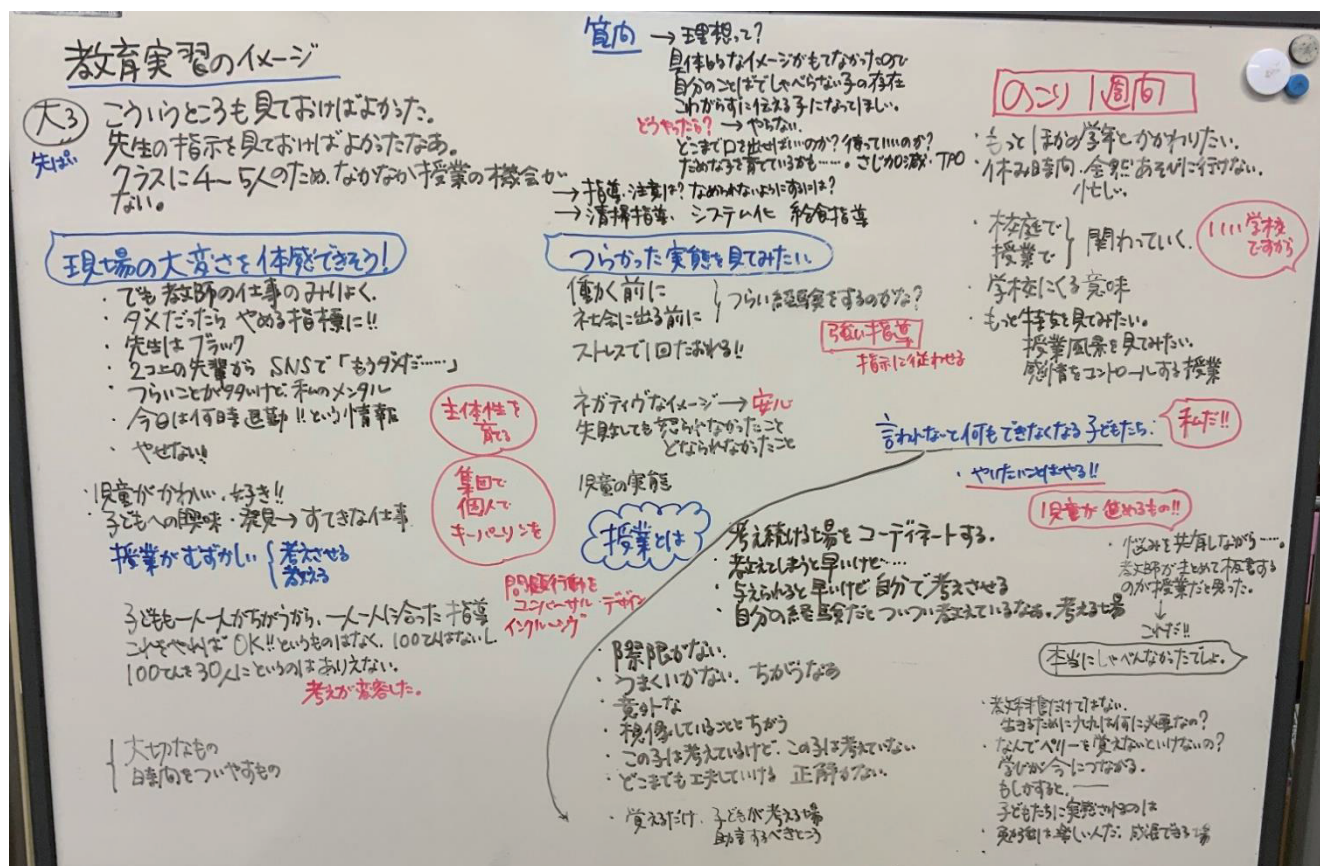 教育実習のイメージ
大3
先ぱい
こういうところも見ておけばよかった。
先生の指示を見ておけばよかたなあ。
クラスに4~5人のため、なかなか授業の機会が
ない。
現場の大変さを体感できそう!
・でも教師の仕事のみりょく。
・ダメだったら やめる指標に!!
・先生はブラック
・2コ上の先輩から SNSで「もうダメだ……」
・つらいことが多いけど、私のメンタル
・今日は何時退勤!!という情報
・やせない!!
・児童がかわいい・好き!!
・子どもへの興味・発見→すてきな仕事
授業がむずかしい
考えさせる
教える
子ども一人一人がちがうから、一人一人に合った指導
これをやれば OK!!というものはなく、100てんはないし
100てんを30人にというのはありえない。
考えが変容した。
大切なもの
時間をついやすもの
主体性を
育てる
集団で
個人で
キーパーソンを
問題行動を
ユニバーサル・デザイン
インクルーシブ
→理想って?
具体的なイメージがもてなかったので
自分のことばでしゃべらない子の存在
こわがらずに伝える子になってほしい。
どうやったら?→やらない。
どこまで口を出せばいいのか?待っていいのか?
だめな子を育てているかも……。さじ加減・TPO
→指導・注意は?なめられないようにするには?
→清掃指導、システム化 給食指導
つらかった実態を見てみたい
働く前に
社会に出る前に
つらい経験をするのかな?
ストレスで1回たおれる!!
強い指導
指示に従わせる
ネガティヴなイメージ→安心
失敗しても怒られなかったこと
どなられなかったこと
児童の実態
授業とは
・考え続ける場をコーディネートする。
・教えてしまうと早いけど…
・与えられると早いけど自分で考えさせる
・自分の経験だとついつい教えているなあ。考える場
・際限がない。
・うまくいかない、ちがうなる
・意外な
・想像していることとちがう
・この子は考えているけど、この子は考えていない
・どこまでも工夫していける 正解がない。
・覚えるだけ、子どもが考える場
助言するべきところ
のこり1週間
・もっとほかの学年とかかわりたい。
・休み時間、全然あそびに行けない。
忙し。
・校庭で
授業で
関わっていく。
いい学校
ですから
・学校にくる意味
・もっと特支を見てみたい。
授業風景を見てみたい。
感情をコントロールする授業
言われないと何もできなくなる子どもたち。
私だ!!
・やりたいことはやる!!
児童が進めるもの!!
・悩みを共有しながら……。
教師がまとめて板書する
のが授業だと思った。
これだ!!
本当にしゃべんなかったでしょ。
・教科書だけではない。
生きるために九九は何に必要なの?
・なんでペリーを覚えないといけないの?
学びが今につながる。
もしかすると、――
子どもたちに実感させるのは
・勉強は楽しいんだ。成長できる場